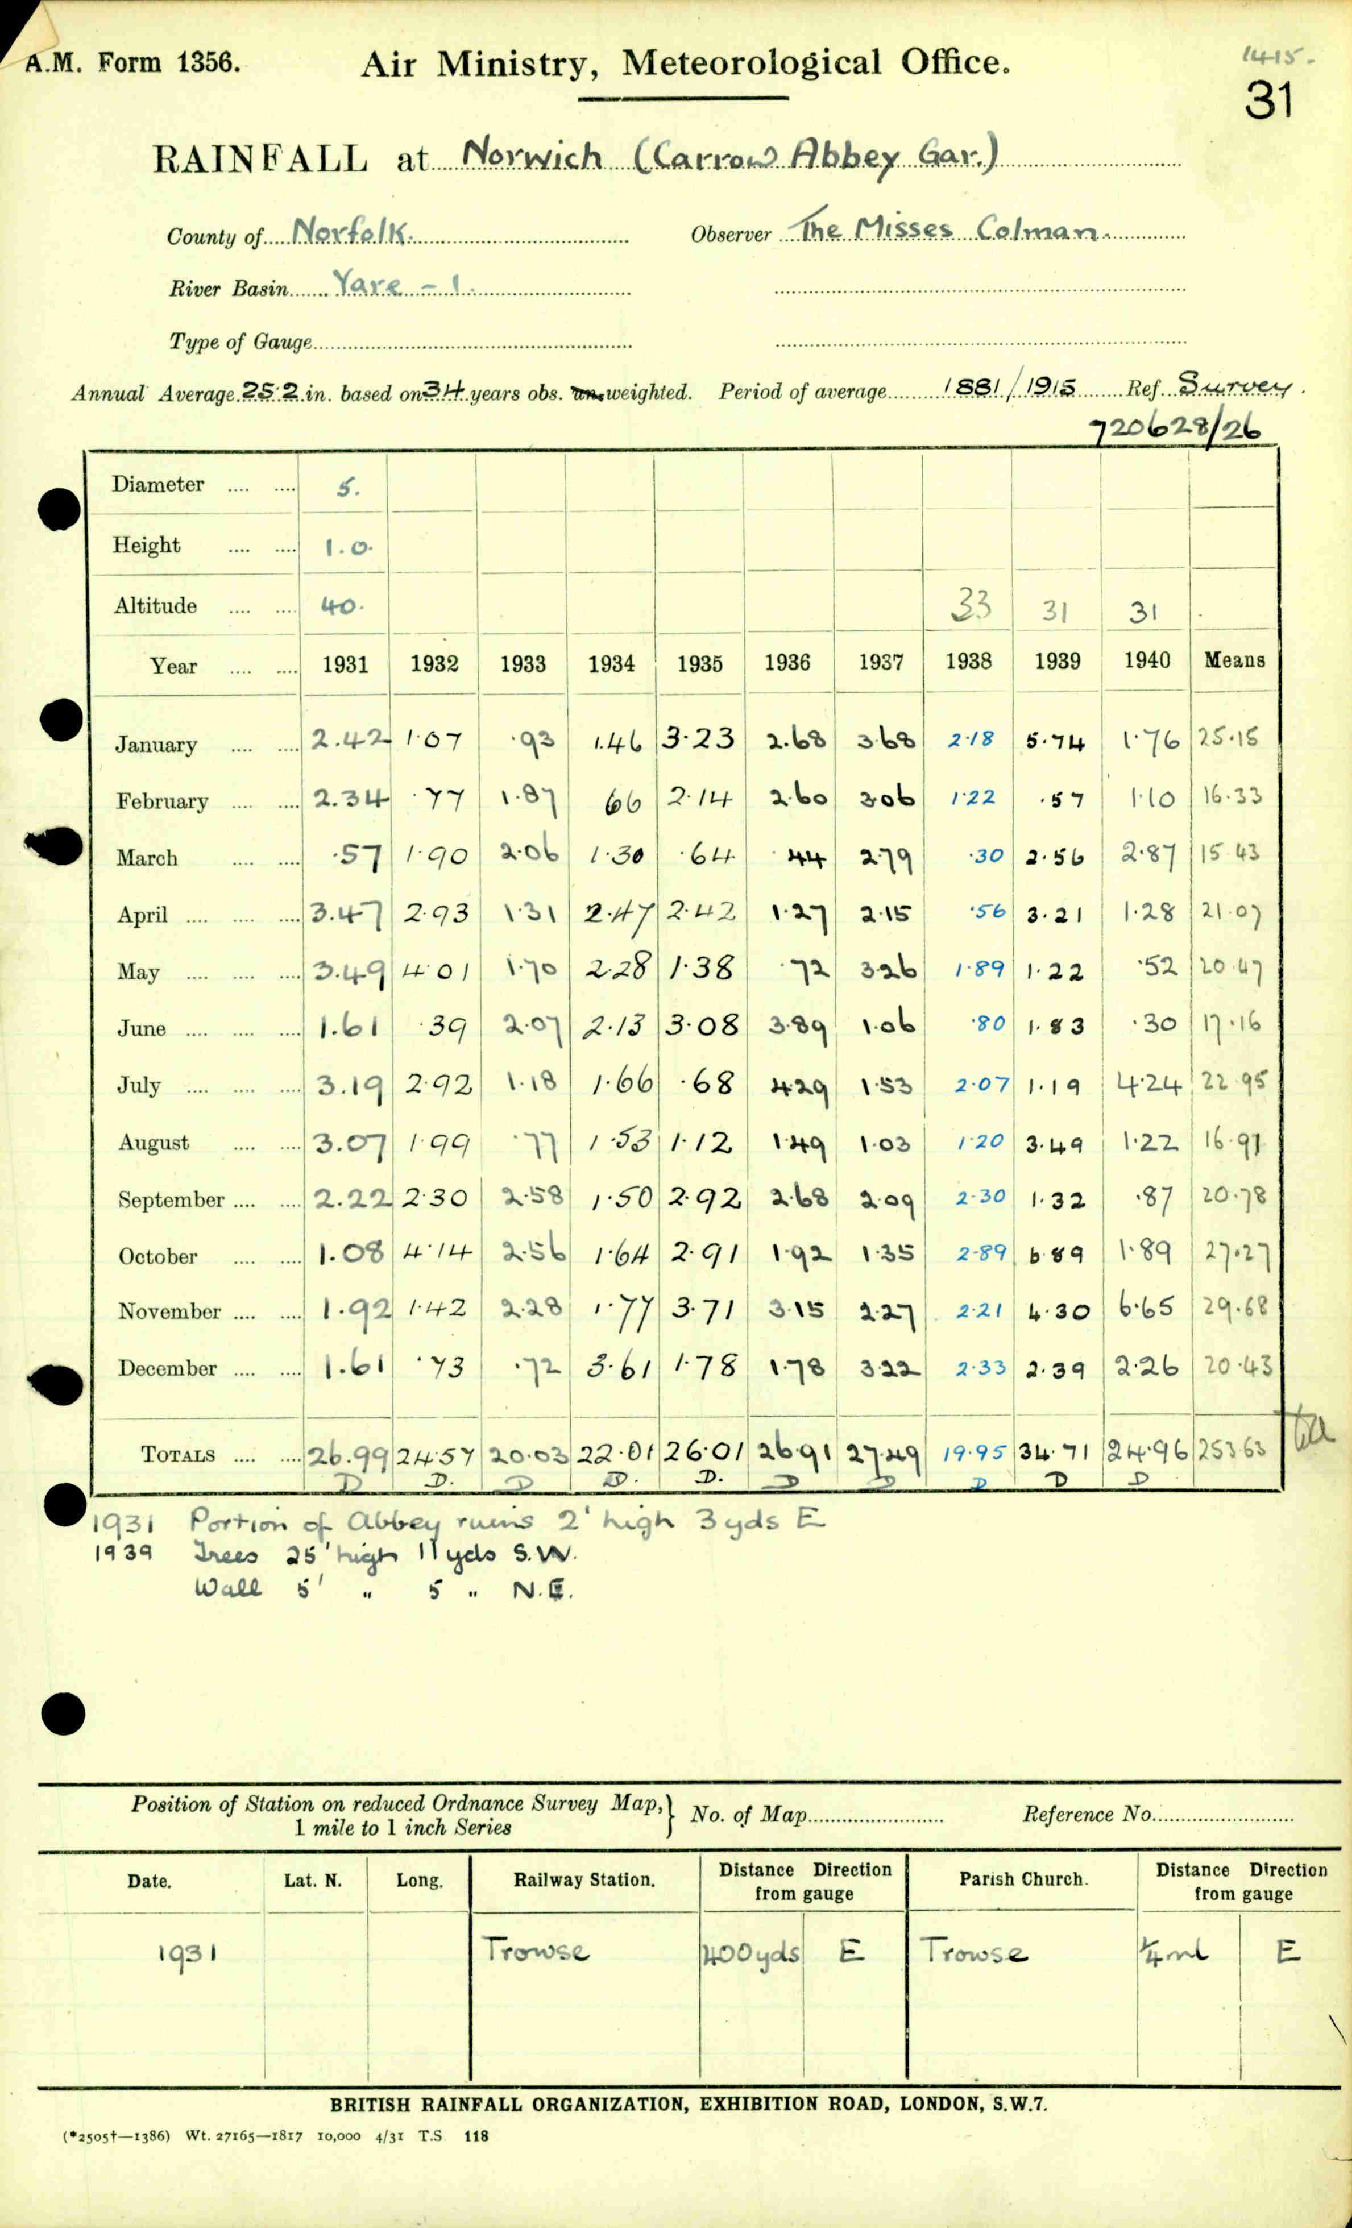 1415.
A.M. Form 1356. Air Ministry, Meteorological Office. 31
RAINFALL at Norwich (Carrow Abbey Gar.)
County of Norfolk. Observer The Misses Colman.
River Basin Yare - 1.
Type of Gauge
Annual Average 25.2 in. based on 34 years obs. weighted. Period of average 1881/1915 Ref. Survey.
720628/26
Diameter 5.
Height 1.0.
Altitude 40. 33 31 31
Year 1931 1932 1933 1934 1935 1936 1937 1938 1939 1940 Means
January 2.42 1.07 .93 1.46 3.23 2.68 3.68 2.18 5.74 1.76 25.15
February 2.34 .77 1.87 66 2.14 2.60 3.06 1.22 .57 1.10 16.33
March .57 1.90 2.06 1.30 .64 .44 2.79 .30 2.56 2.87 15.43
April 3.47 2.93 1.31 2.47 2.42 1.27 2.15 .56 3.21 1.28 21.07
May 3.49 4.01 1.70 2.28 1.38 .72 3.26 1.89 1.22 .52 20.47
June 1.61 .39 2.07 2.13 3.08 3.89 1.06 .80 1.83 .30 17.16
July 3.19 2.92 1.18 1.66 .68 4.29 1.53 2.07 1.19 4.24 22.95
August 3.07 1.99 .77 1.53 1.12 1.49 1.03 1.20 3.49 1.22 16.91
September 2.22 2.30 2.58 1.50 2.92 2.68 2.09 2.30 1.32 .87 20.78
October 1.08 4.14 2.56 1.64 2.91 1.92 1.35 2.89 6.89 1.89 27.27
November 1.92 1.42 2.28 1.77 3.71 3.15 2.27 2.21 4.30 6.65 29.68
December 1.61 .73 .72 3.61 1.78 1.78 3.22 2.33 2.39 2.26 20.43
TOTALS 26.99 24.57 20.03 22.01 26.01 26.91 27.49 19.95 34.71 24.96 253.63
D D. D D. D. D D D D D
1931 Portion of Abbey ruins 2' high 3 yds E
1939 Trees 25' high 11 yds S.W.
Wall 5' " 5 " N.E.
Position of Station on reduced Ordnance Survey Map, } No. of Map Reference No.
1 mile to 1 inch Series
Date. Lat. N. Long. Railway Station. Distance Direction from gauge Parish Church. Distance Direction from gauge
1931 Trowse 400 yds E Trowse ¼ ml E
BRITISH RAINFALL ORGANIZATION, EXHIBITION ROAD, LONDON, S.W.7.
(*2505†—1386) Wt. 27165—1817 10,000 4/31 T.S 118